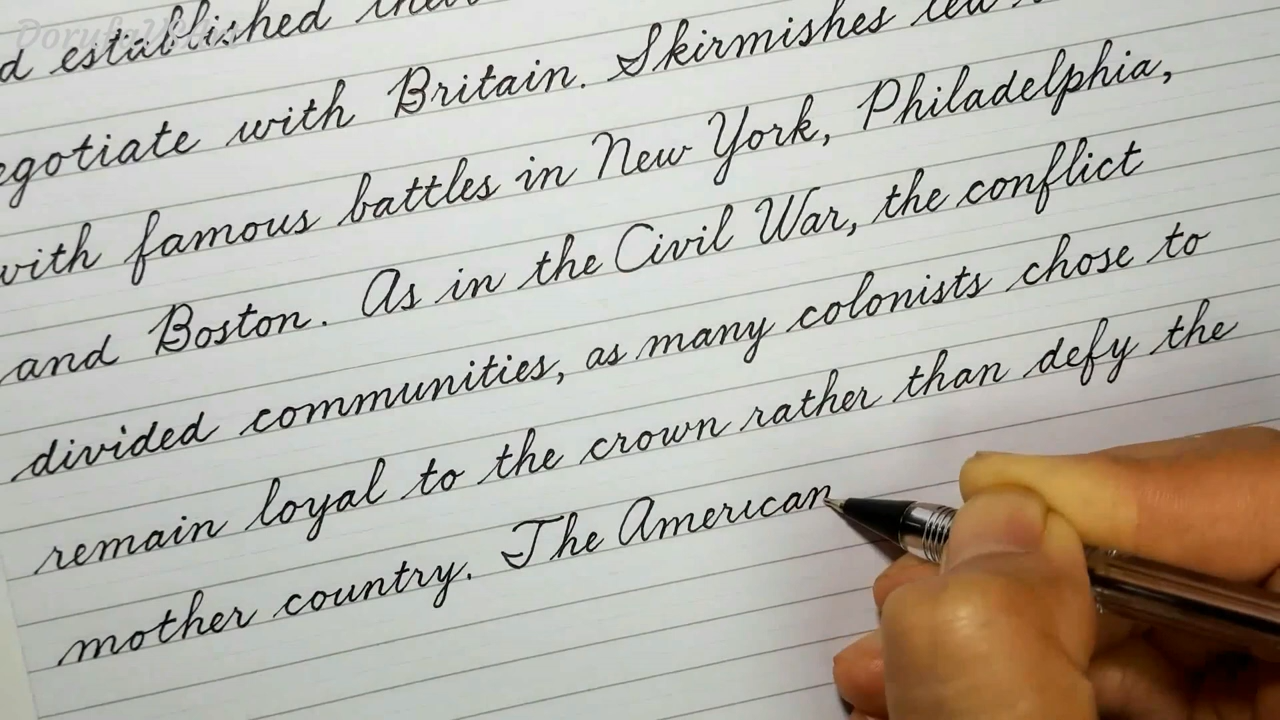 d established
egotiate with Britain. Skirmishes led
with famous battles in New York, Philadelphia,
and Boston. As in the Civil War, the conflict
divided communities, as many colonists chose to
remain loyal to the crown rather than defy the
mother country. The American